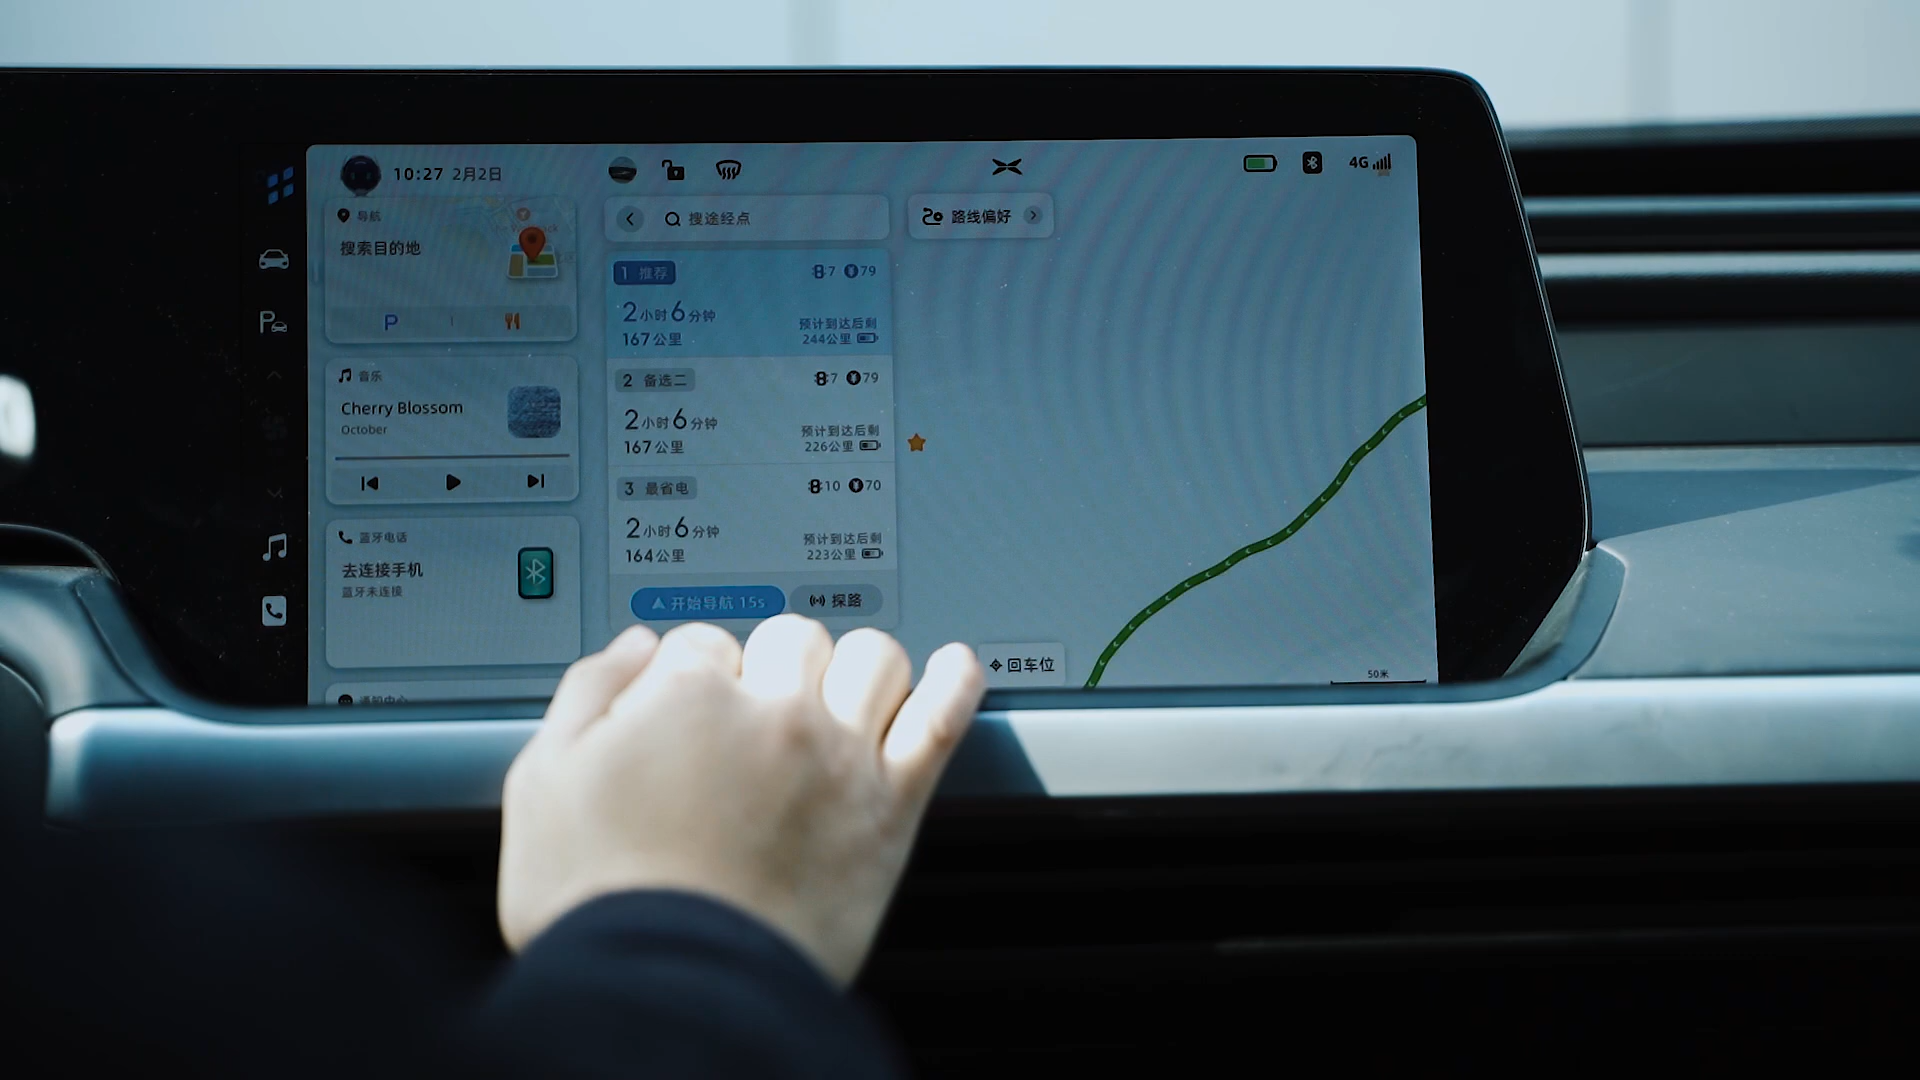 10:27 2月2日
4G
导航
搜索目的地
P
音乐
Cherry Blossom
October
蓝牙电话
去连接手机
蓝牙未连接
通知中心
搜途经点
路线偏好
1 推荐
7 ¥79
2小时6分钟
预计到达后剩
167公里
244公里
2 备选二
7 ¥79
2小时6分钟
预计到达后剩
167公里
226公里
3 最省电
10 ¥70
2小时6分钟
预计到达后剩
164公里
223公里
开始导航 15s
探路
回车位
50米